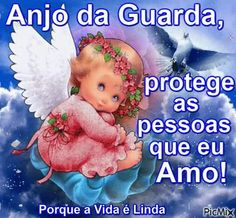 Anjo da Guarda,
protege
as
pessoas
que eu
Amo!
Porque a Vida é Linda
PicMix